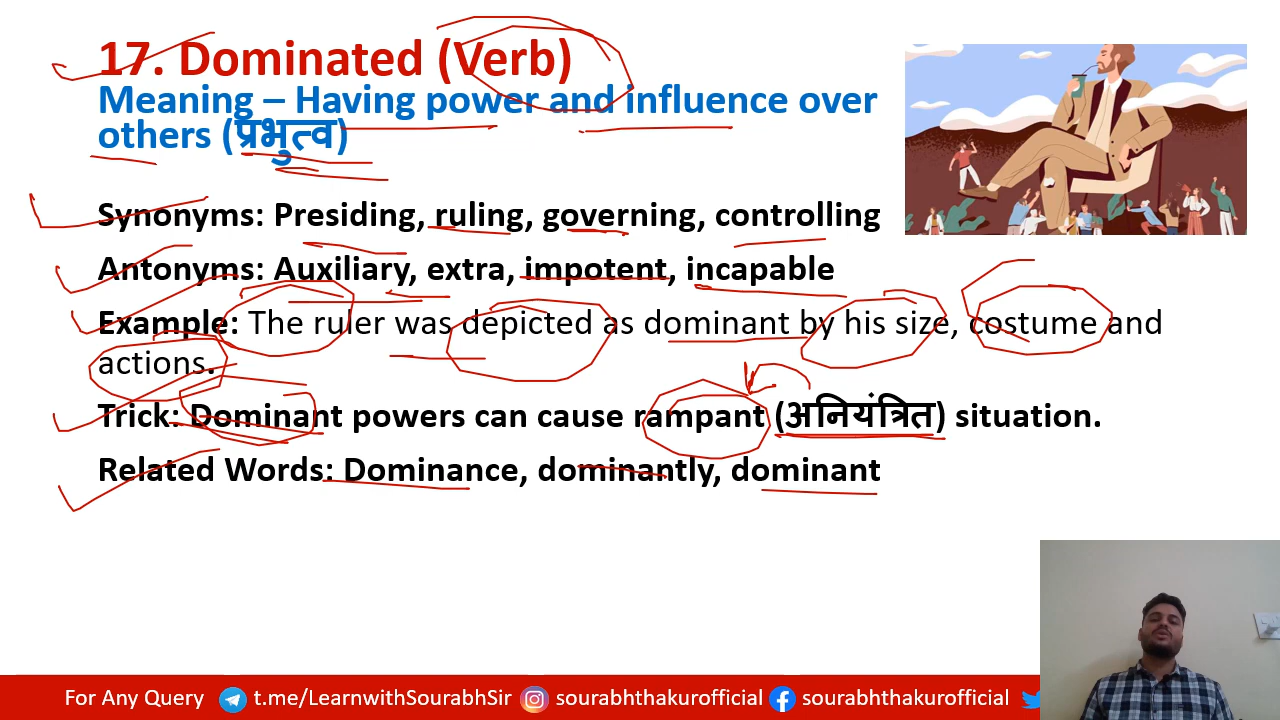 17. Dominated (Verb)
Meaning – Having power and influence over
others (प्रभुत्व)
Synonyms: Presiding, ruling, governing, controlling
Antonyms: Auxiliary, extra, impotent, incapable
Example: The ruler was depicted as dominant by his size, costume and
actions.
Trick: Dominant powers can cause rampant (अनियंत्रित) situation.
Related Words: Dominance, dominantly, dominant
For Any Query t.me/LearnwithSourabhSir sourabhthakurofficial sourabhthakurofficial